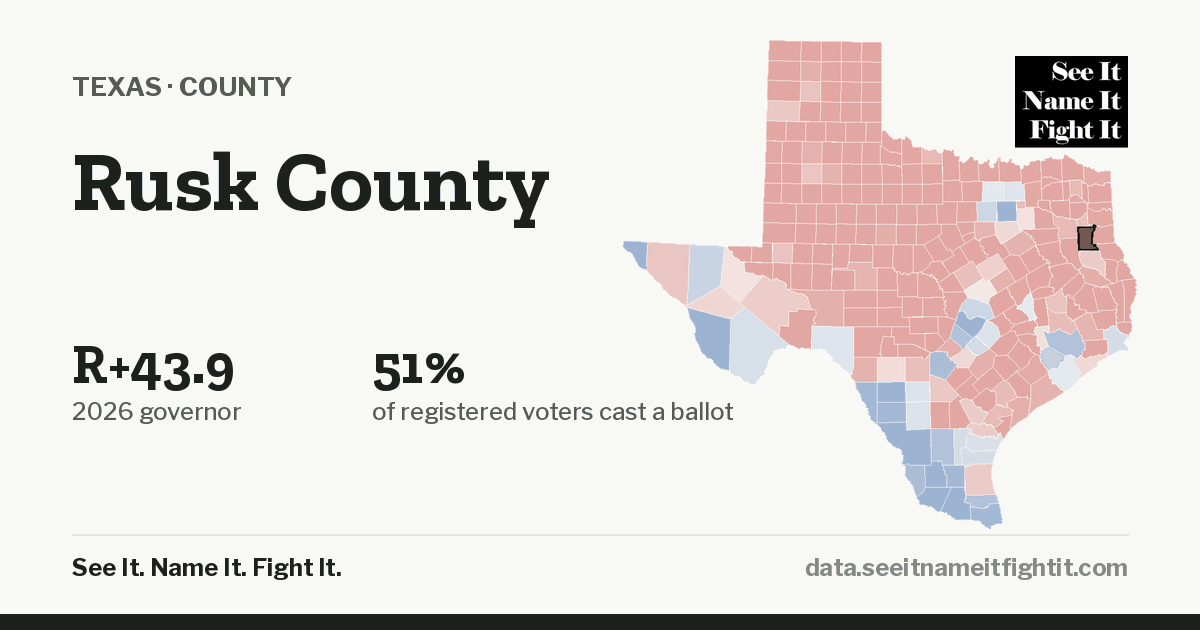 TEXAS · COUNTY
Rusk County
See It
Name It
Fight It
R+43.9
2026 governor
51%
of registered voters cast a ballot
See It. Name It. Fight It.
data.seeitnameitfightit.com